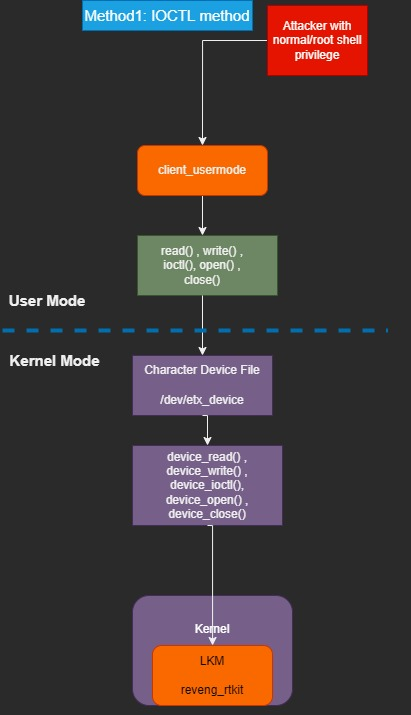 Method1: IOCTL method
Attacker with
normal/root shell
privilege
client_usermode
read() , write() ,
ioctl(), open() ,
close()
User Mode
Kernel Mode
Character Device File
/dev/etx_device
device_read() ,
device_write() ,
device_ioctl(),
device_open() ,
device_close()
Kernel
LKM
reveng_rtkit